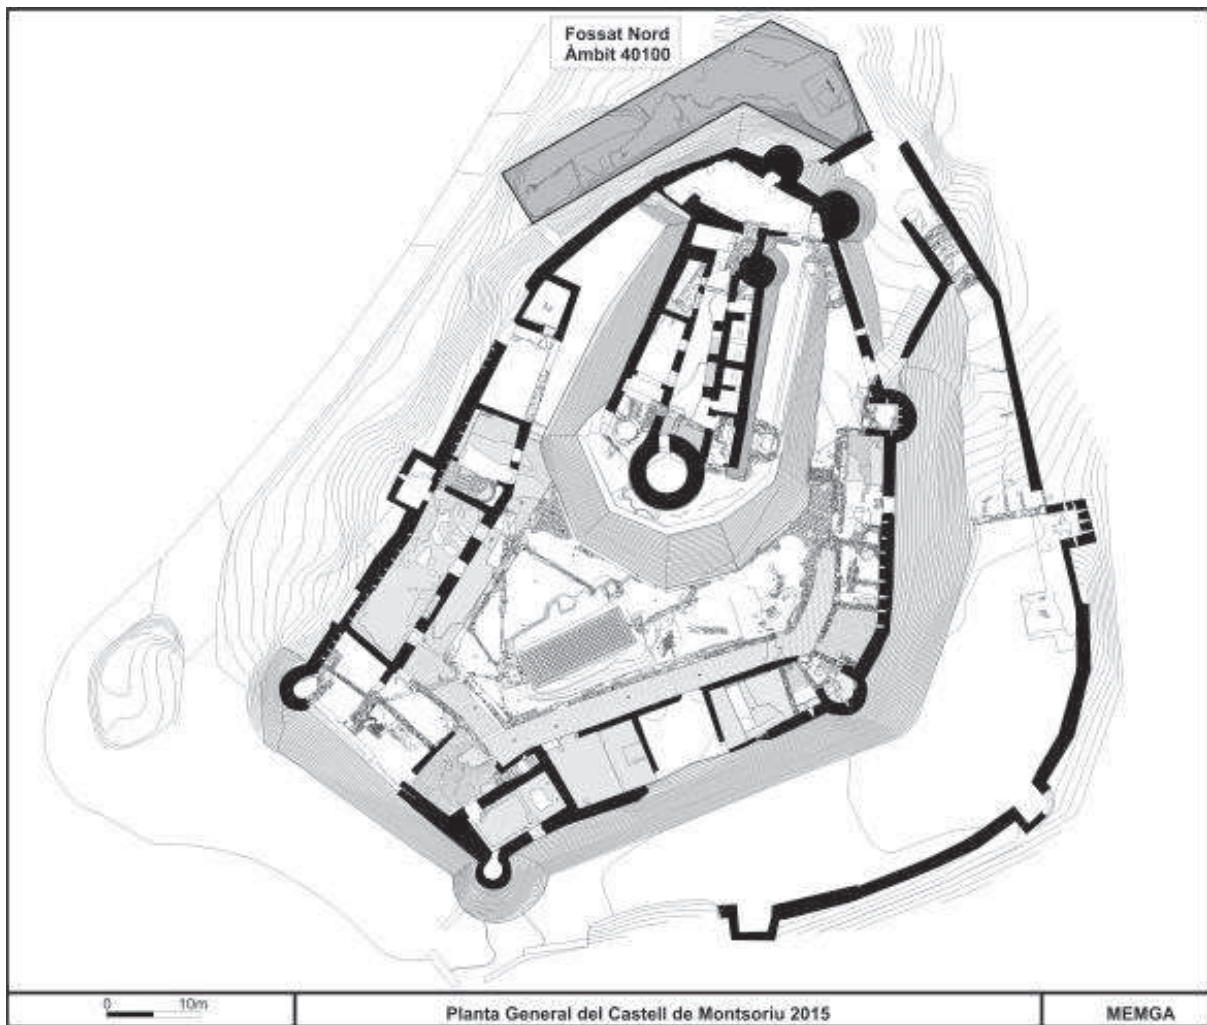 Fossat Nord
Àmbit 40100
0 10m
Planta General del Castell de Montsoriu 2015
MEMGA